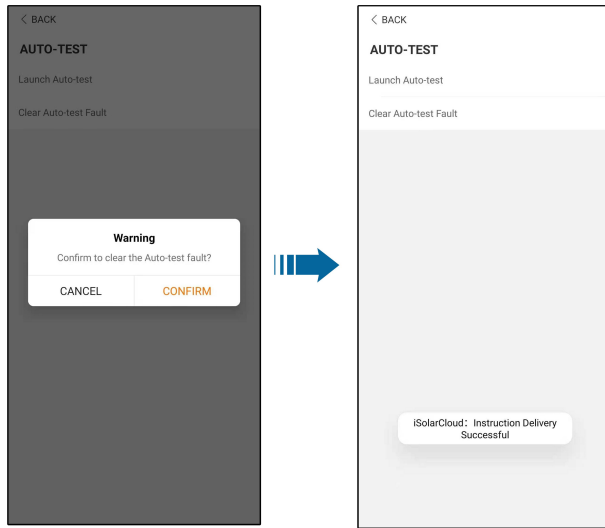 < BACK
AUTO-TEST
Launch Auto-test
Clear Auto-test Fault
Warning
Confirm to clear the Auto-test fault?
CANCEL
CONFIRM
< BACK
AUTO-TEST
Launch Auto-test
Clear Auto-test Fault
iSolarCloud：Instruction Delivery
Successful